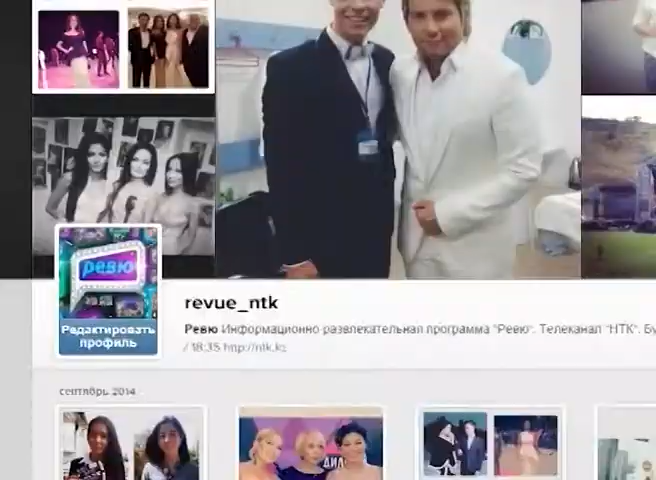 ревю
Редактировать
профиль
revue_ntk
Ревю Информационно развлекательная программа "Ревю". Телеканал "НТК".
/ 18:35 http://ntk.kz
сентябрь 2014